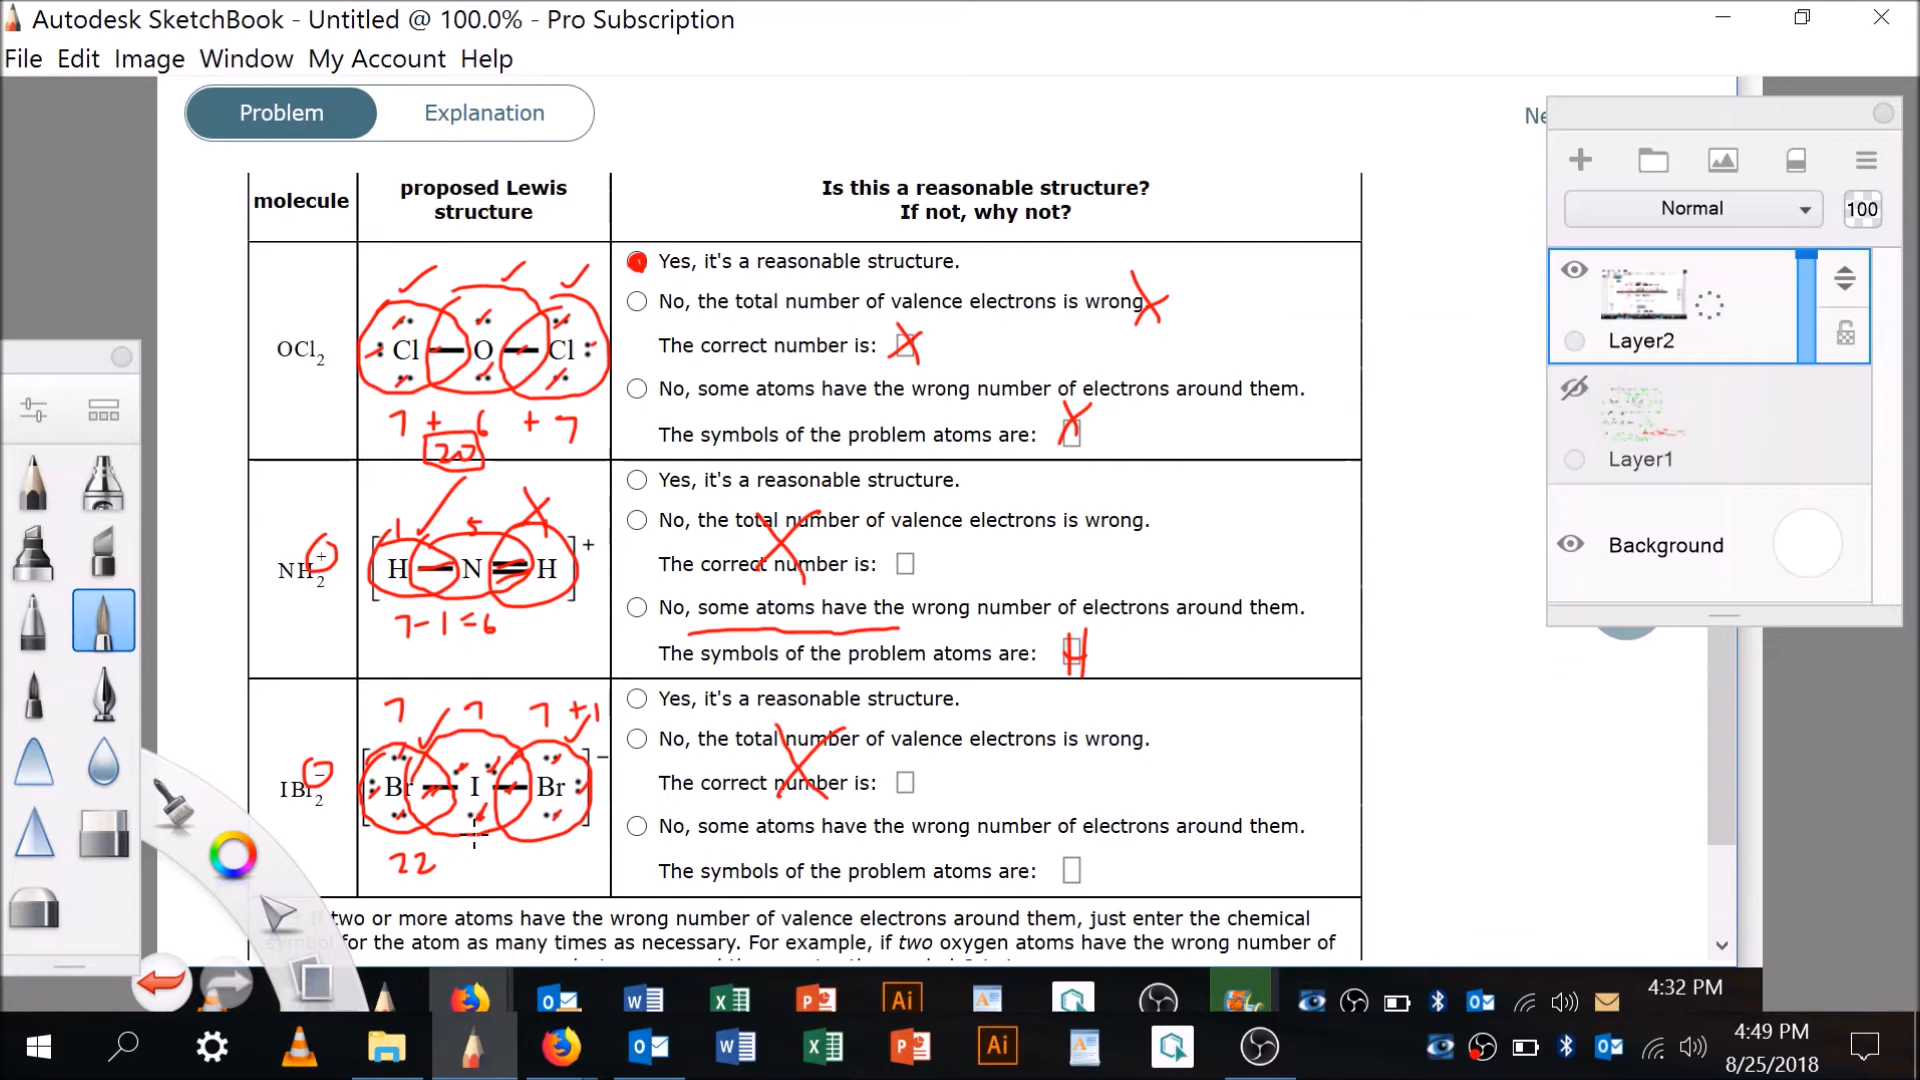 Autodesk SketchBook - Untitled @ 100.0% - Pro Subscription
File Edit Image Window My Account Help
Problem
Explanation
Ne
molecule
proposed Lewis structure
Is this a reasonable structure?
If not, why not?
OCl2
Cl O Cl
7 + 6 + 7
20
Yes, it's a reasonable structure.
No, the total number of valence electrons is wrong.
The correct number is:
No, some atoms have the wrong number of electrons around them.
The symbols of the problem atoms are:
NH2+
1 5
[H — N = H]+
7 - 1 = 6
Yes, it's a reasonable structure.
No, the total number of valence electrons is wrong.
The correct number is:
No, some atoms have the wrong number of electrons around them.
The symbols of the problem atoms are: H
IBr2−
7 7 7 +1
[Br — I — Br]−
22
Yes, it's a reasonable structure.
No, the total number of valence electrons is wrong.
The correct number is:
No, some atoms have the wrong number of electrons around them.
The symbols of the problem atoms are:
two or more atoms have the wrong number of valence electrons around them, just enter the chemical
symbol for the atom as many times as necessary. For example, if two oxygen atoms have the wrong number of
Normal
100
Layer2
Layer1
Background
4:32 PM
4:49 PM
8/25/2018